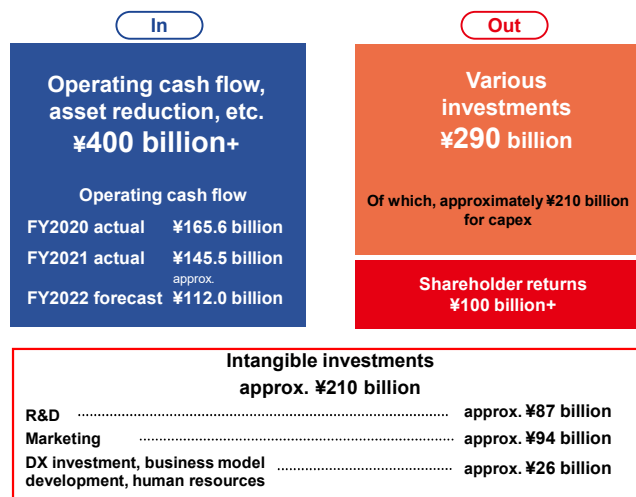 In
Out
Operating cash flow,
asset reduction, etc.
¥400 billion+
Operating cash flow
FY2020 actual ¥165.6 billion
FY2021 actual ¥145.5 billion
approx.
FY2022 forecast ¥112.0 billion
Various
investments
¥290 billion
Of which, approximately ¥210 billion
for capex
Shareholder returns
¥100 billion+
Intangible investments
approx. ¥210 billion
R&D approx. ¥87 billion
Marketing approx. ¥94 billion
DX investment, business model
development, human resources approx. ¥26 billion